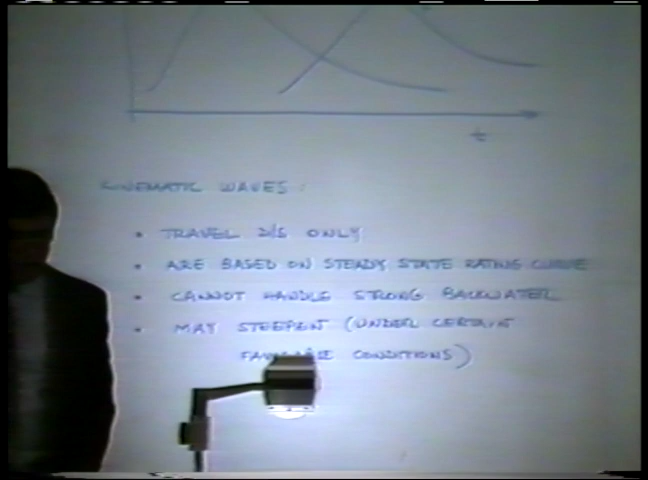 t
KINEMATIC WAVES:
• TRAVEL D/S ONLY
• ARE BASED ON STEADY STATE RATING CURVE
• CANNOT HANDLE STRONG BACKWATER
• MAY STEEPEN (UNDER CERTAIN
FAVORABLE CONDITIONS)